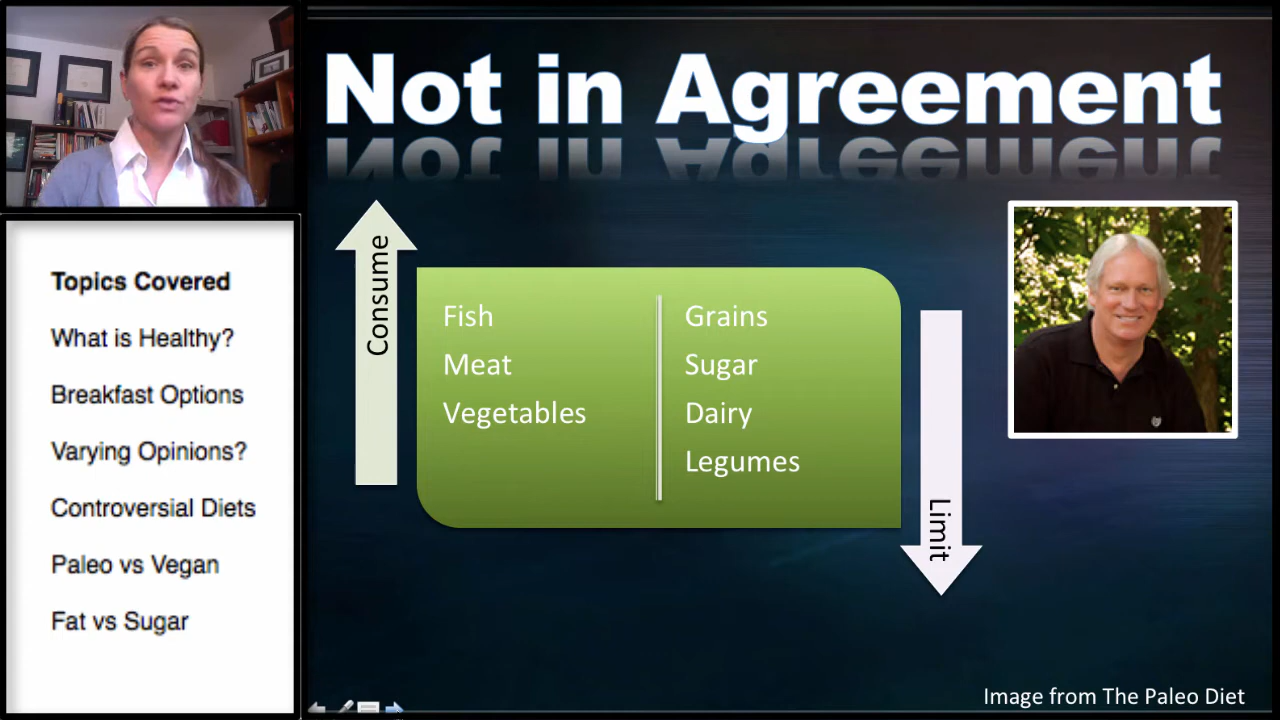 Not in Agreement
Topics Covered
What is Healthy?
Breakfast Options
Varying Opinions?
Controversial Diets
Paleo vs Vegan
Fat vs Sugar
Consume
Fish
Meat
Vegetables
Grains
Sugar
Dairy
Legumes
Limit
Image from The Paleo Diet